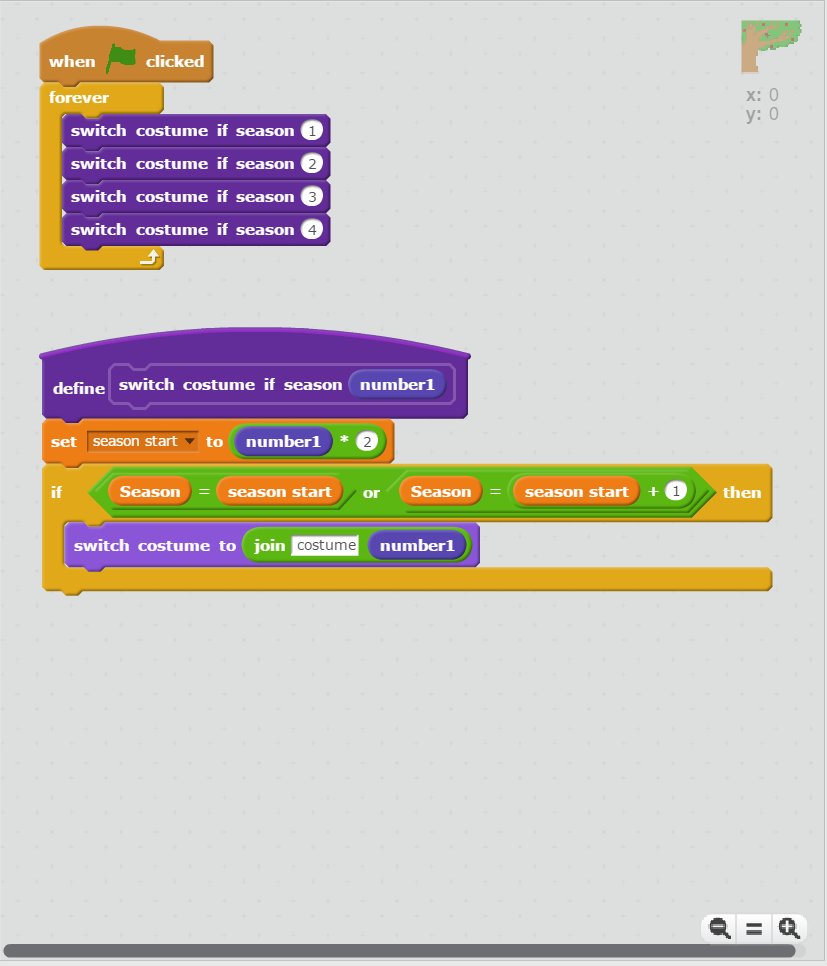 when clicked
forever
switch costume if season 1
switch costume if season 2
switch costume if season 3
switch costume if season 4
x: 0
y: 0
define switch costume if season number1
set season start to number1 * 2
if Season = season start or Season = season start + 1 then
switch costume to join costume number1